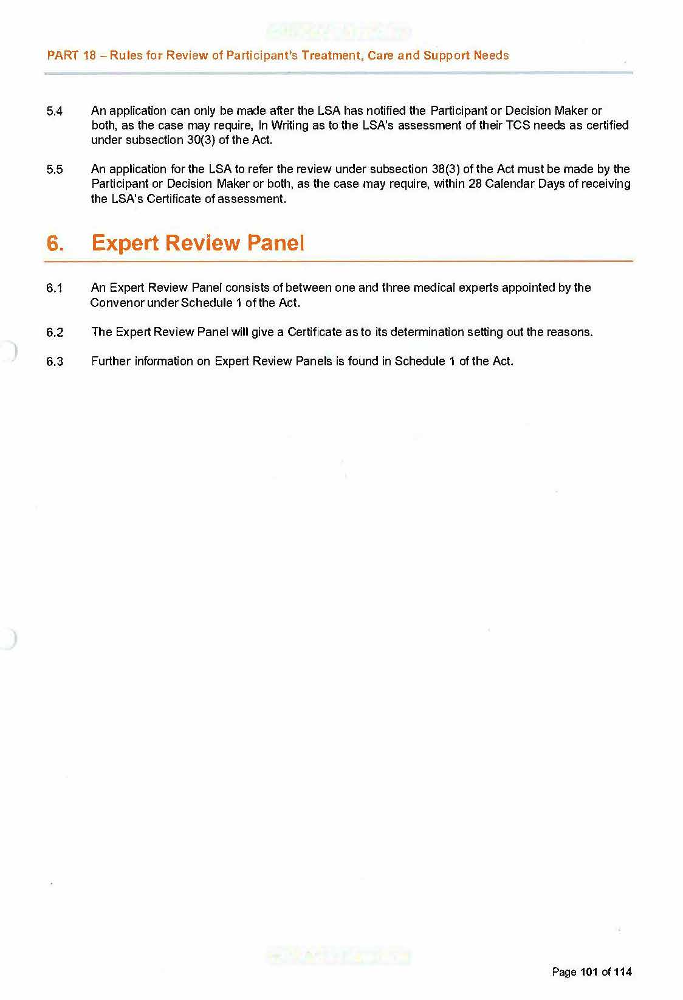 PART 18 – Rules for Review of Participant's Treatment, Care and Support Needs
5.4 An application can only be made after the LSA has notified the Participant or Decision Maker or
both, as the case may require, In Writing as to the LSA's assessment of their TCS needs as certified
under subsection 30(3) of the Act.
5.5 An application for the LSA to refer the review under subsection 38(3) of the Act must be made by the
Participant or Decision Maker or both, as the case may require, within 28 Calendar Days of receiving
the LSA's Certificate of assessment.
6. Expert Review Panel
6.1 An Expert Review Panel consists of between one and three medical experts appointed by the
Convenor under Schedule 1 of the Act.
6.2 The Expert Review Panel will give a Certificate as to its determination setting out the reasons.
6.3 Further information on Expert Review Panels is found in Schedule 1 of the Act.
Page 101 of 114